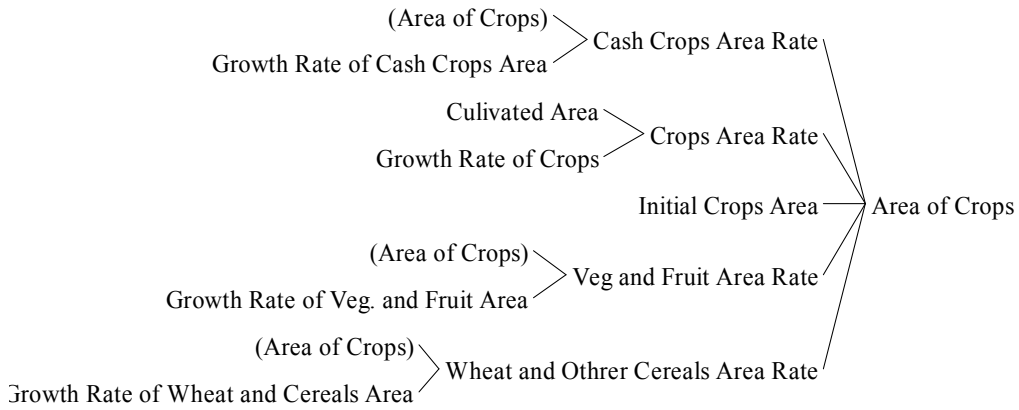 (Area of Crops)
Cash Crops Area Rate
Growth Rate of Cash Crops Area
Culivated Area
Crops Area Rate
Growth Rate of Crops
Initial Crops Area
Area of Crops
(Area of Crops)
Veg and Fruit Area Rate
Growth Rate of Veg. and Fruit Area
(Area of Crops)
Wheat and Othrer Cereals Area Rate
Growth Rate of Wheat and Cereals Area